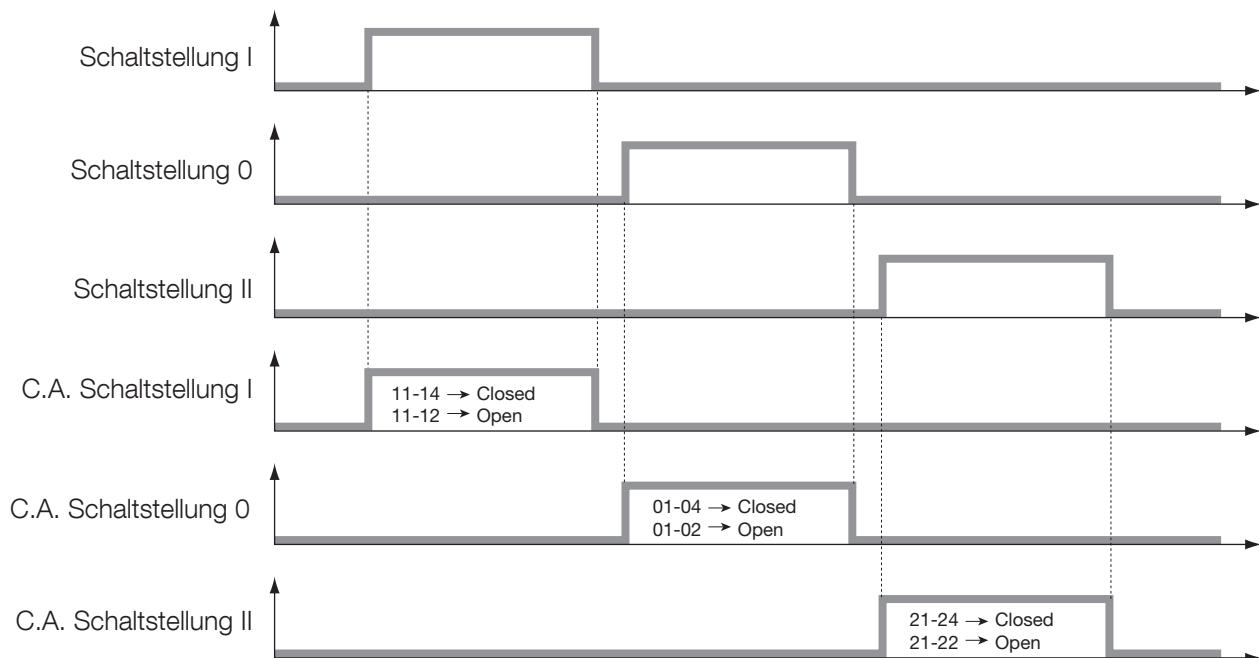 Schaltstellung I
Schaltstellung 0
Schaltstellung II
C.A. Schaltstellung I
11-14 → Closed
11-12 → Open
C.A. Schaltstellung 0
01-04 → Closed
01-02 → Open
C.A. Schaltstellung II
21-24 → Closed
21-22 → Open